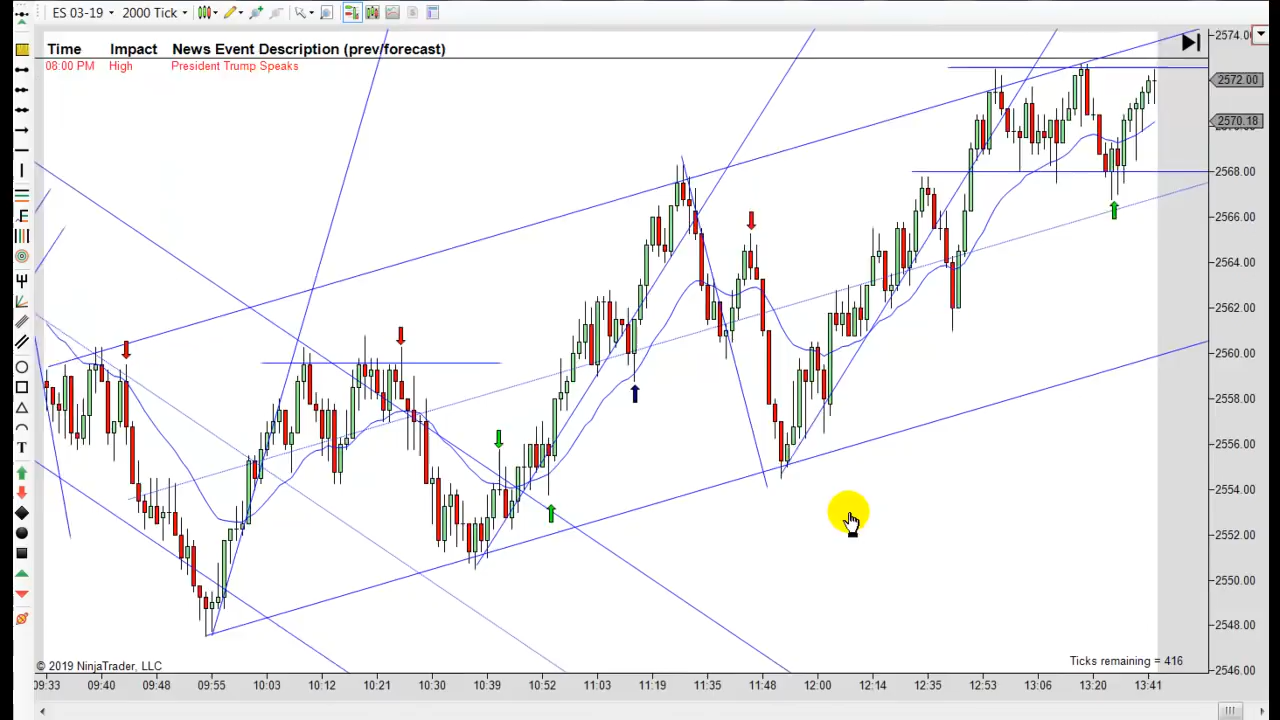 ES 03-19 2000 Tick
Time Impact News Event Description (prev/forecast)
08:00 PM High President Trump Speaks
2574.00
2572.00
2570.18
2568.00
2566.00
2564.00
2562.00
2560.00
2558.00
2556.00
2554.00
2552.00
2550.00
2548.00
2546.00
F
T
© 2019 NinjaTrader, LLC
Ticks remaining = 416
09:33 09:40 09:48 09:55 10:03 10:12 10:21 10:30 10:39 10:52 11:03 11:19 11:35 11:48 12:00 12:14 12:35 12:53 13:06 13:20 13:41